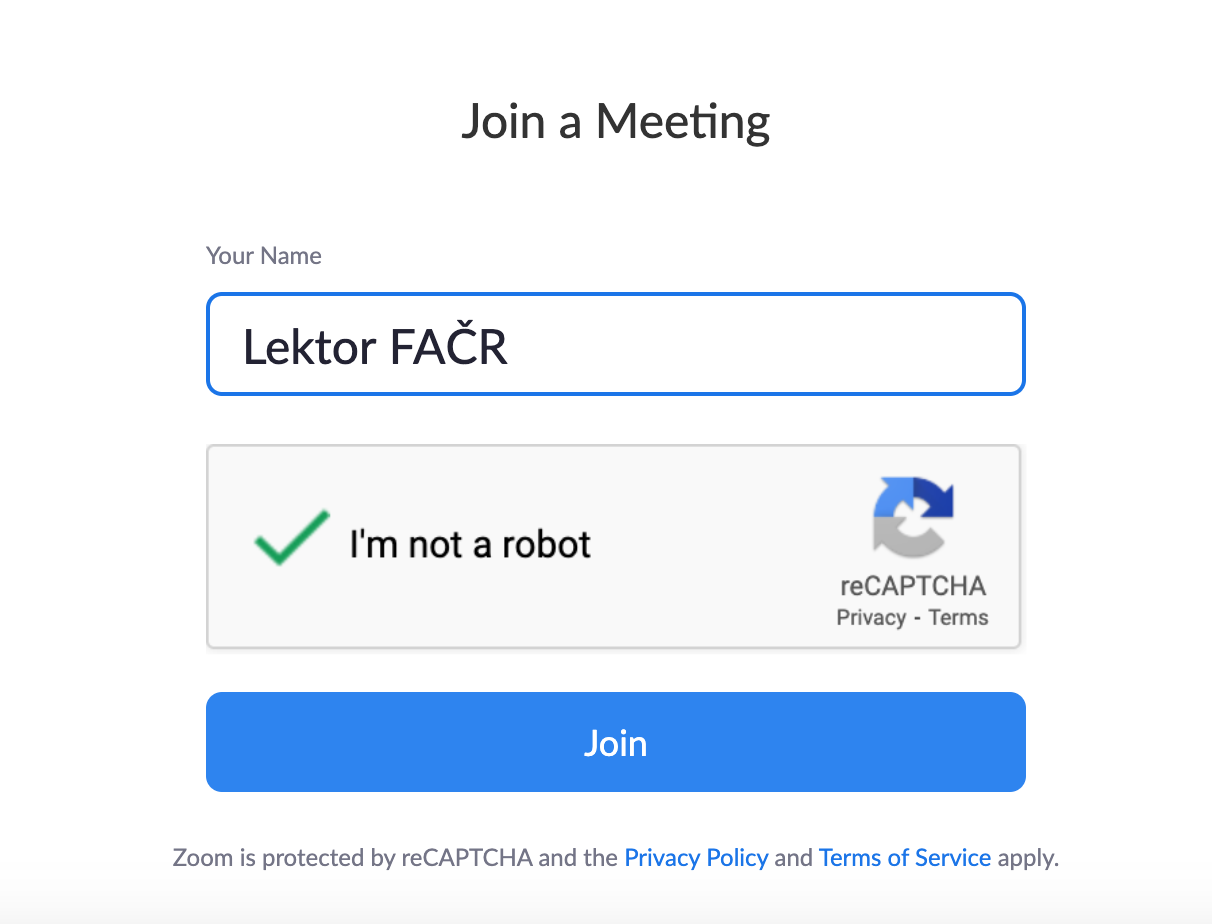 Join a Meeting
Your Name
Lektor FAČR
I'm not a robot
reCAPTCHA
Privacy - Terms
Join
Zoom is protected by reCAPTCHA and the Privacy Policy and Terms of Service apply.